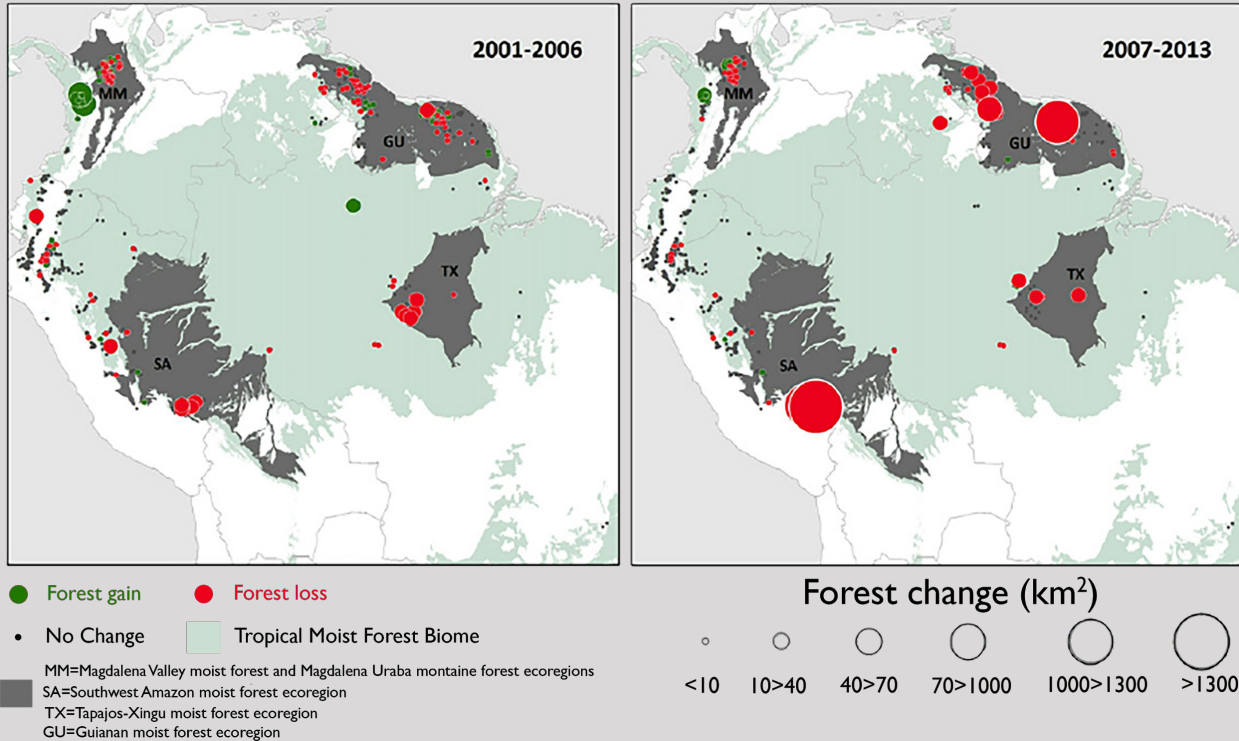 2001-2006
MM
GU
TX
SA
2007-2013
MM
GU
TX
SA
Forest gain
Forest loss
No Change
Tropical Moist Forest Biome
MM=Magdalena Valley moist forest and Magdalena Uraba montaine forest ecoregions
SA=Southwest Amazon moist forest ecoregion
TX=Tapajos-Xingu moist forest ecoregion
GU=Guianan moist forest ecoregion
Forest change (km²)
<10 10>40 40>70 70>1000 1000>1300 >1300